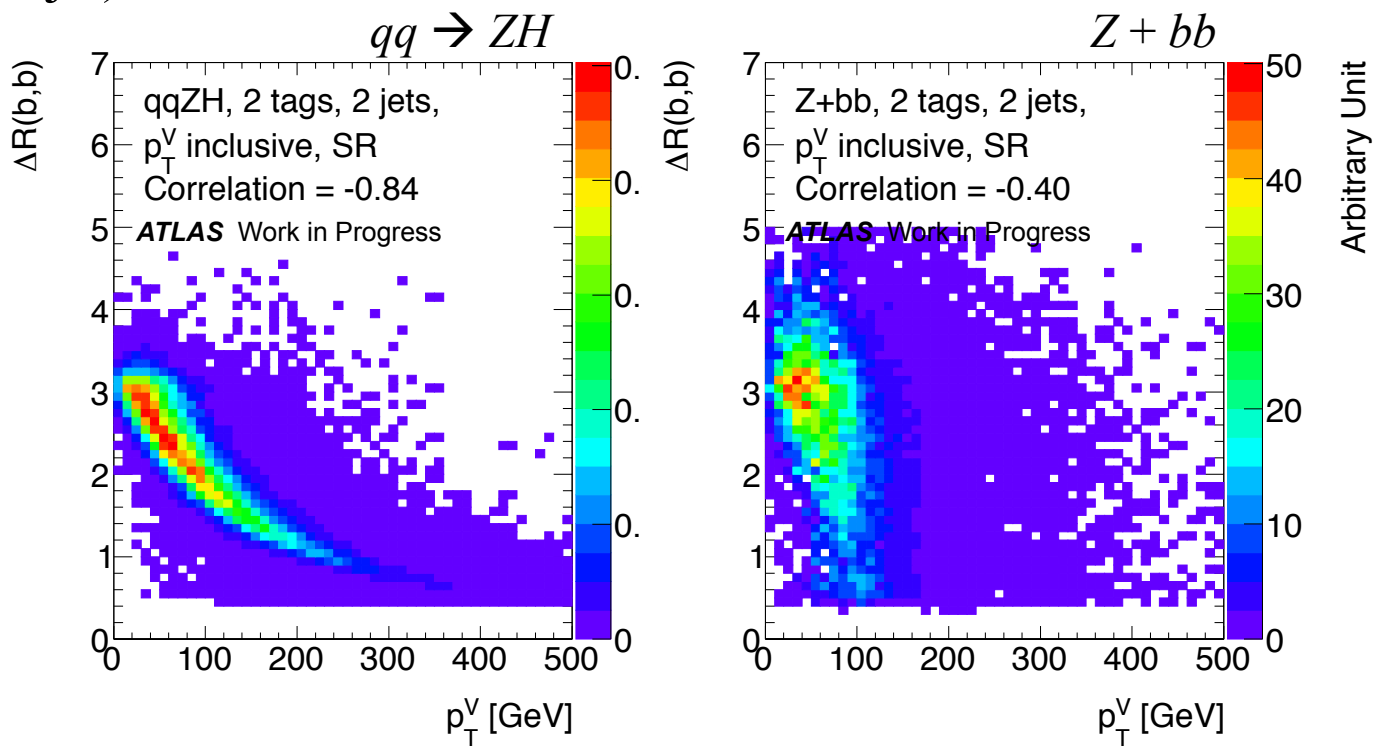 qq → ZH
ΔR(b,b)
7
6
5
4
3
2
1
0
qqZH, 2 tags, 2 jets,
p_T^V inclusive, SR
Correlation = -0.84
ATLAS Work in Progress
0 100 200 300 400 500
p_T^V [GeV]
0.
0.
0.
0.
0.
0
Z + bb
ΔR(b,b)
7
6
5
4
3
2
1
0
Z+bb, 2 tags, 2 jets,
p_T^V inclusive, SR
Correlation = -0.40
ATLAS Work in Progress
0 100 200 300 400 500
p_T^V [GeV]
50
40
30
20
10
0
Arbitrary Unit